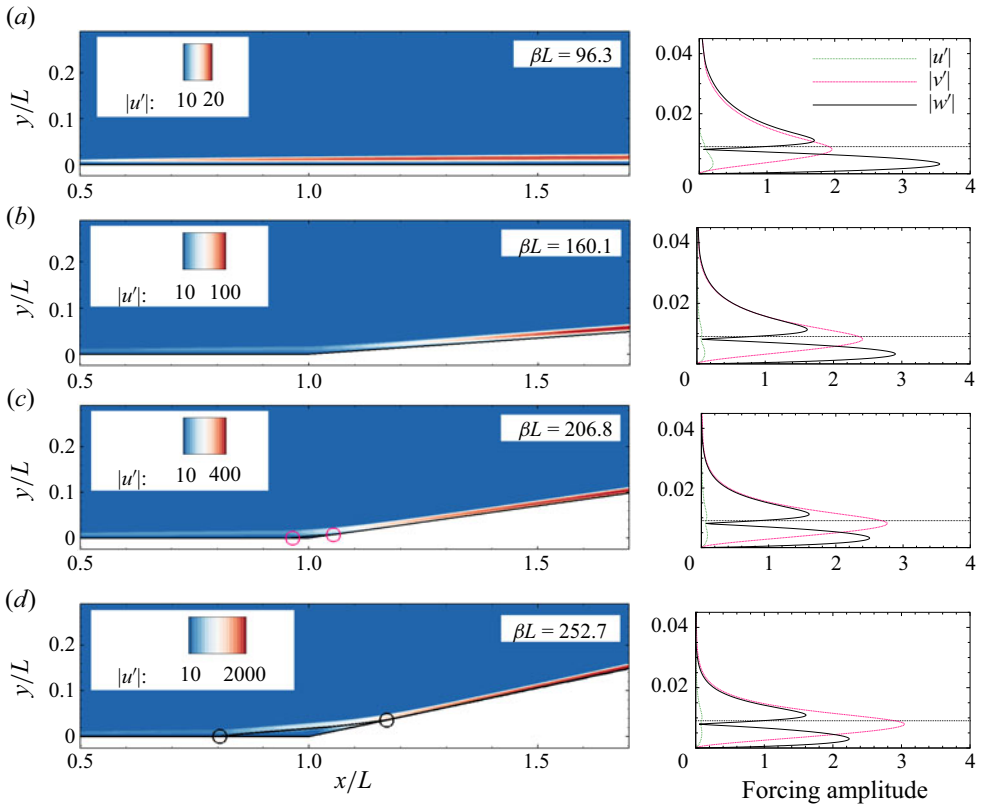 (a)
y/L
0.2
0.1
0
|u′|: 10 20
βL = 96.3
0.5 1.0 1.5
0.04
0.02
0 1 2 3 4
|u′|
|v′|
|w′|
(b)
y/L
0.2
0.1
0
|u′|: 10 100
βL = 160.1
0.5 1.0 1.5
0.04
0.02
0 1 2 3 4
(c)
y/L
0.2
0.1
0
|u′|: 10 400
βL = 206.8
0.5 1.0 1.5
0.04
0.02
0 1 2 3 4
(d)
y/L
0.2
0.1
0
|u′|: 10 2000
βL = 252.7
0.5 1.0 1.5
x/L
0.04
0.02
0 1 2 3 4
Forcing amplitude